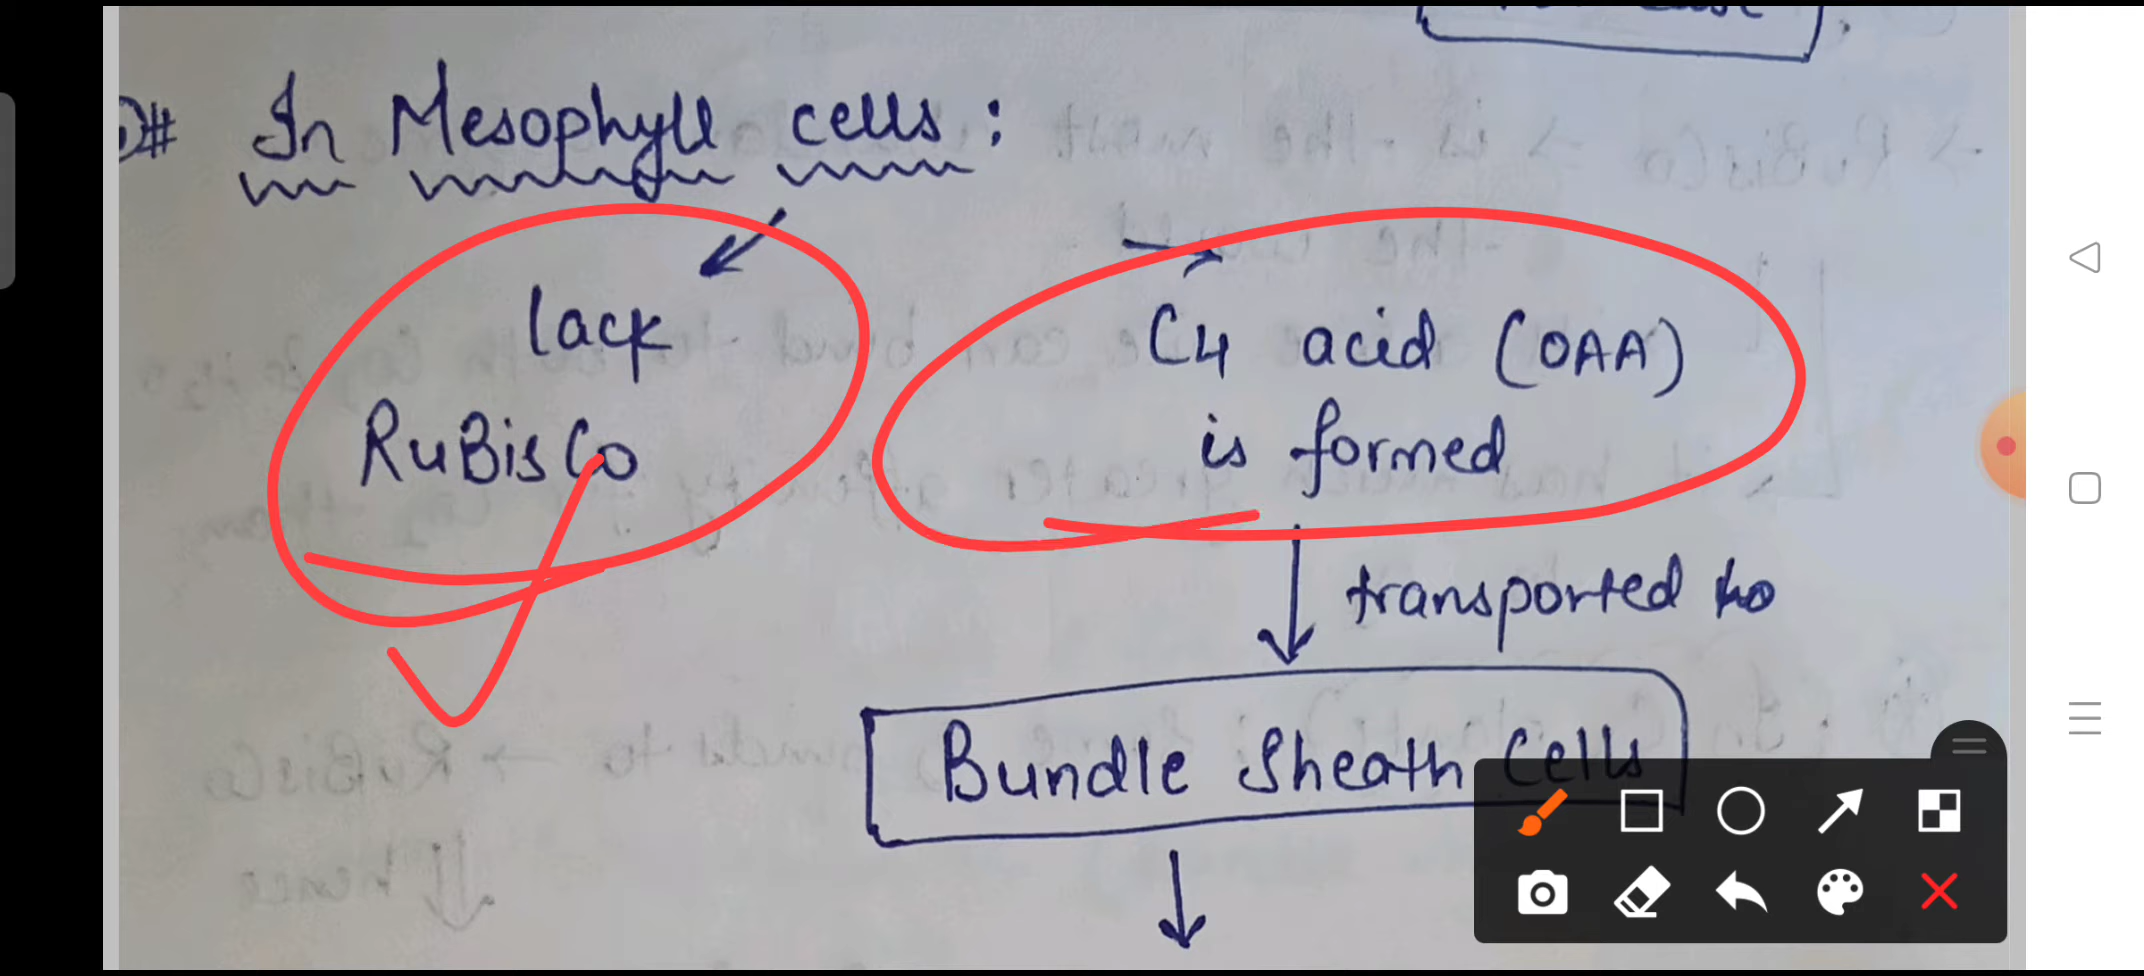 # In Mesophyll cells :
lack
RuBisCo
C4 acid (OAA)
is formed
transported to
Bundle Sheath Cells